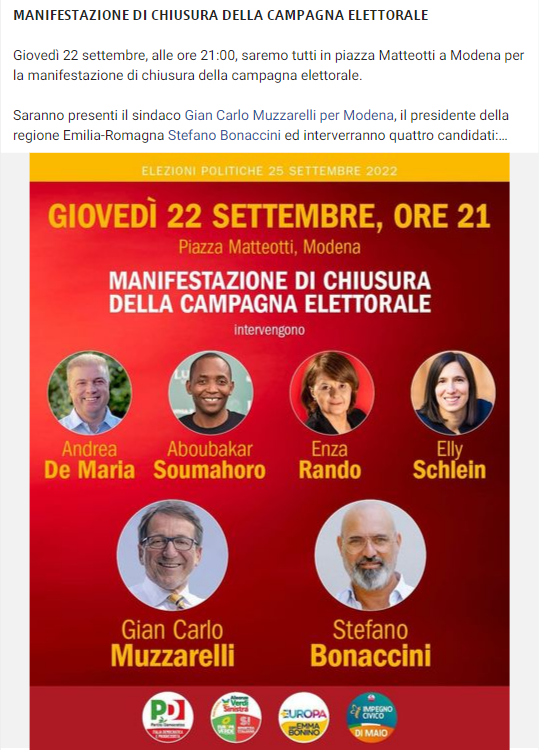 MANIFESTAZIONE DI CHIUSURA DELLA CAMPAGNA ELETTORALE
Giovedì 22 settembre, alle ore 21:00, saremo tutti in piazza Matteotti a Modena per
la manifestazione di chiusura della campagna elettorale.
Saranno presenti il sindaco Gian Carlo Muzzarelli per Modena, il presidente della
regione Emilia-Romagna Stefano Bonaccini ed interverranno quattro candidati:...
ELEZIONI POLITICHE 25 SETTEMBRE 2022
GIOVEDÌ 22 SETTEMBRE, ORE 21
Piazza Matteotti, Modena
MANIFESTAZIONE DI CHIUSURA
DELLA CAMPAGNA ELETTORALE
intervengono
Andrea
De Maria
Aboubakar
Soumahoro
Enza
Rando
Elly
Schlein
Gian Carlo
Muzzarelli
Stefano
Bonaccini
PD
Partito Democratico
ITALIA DEMOCRATICA
E PROGRESSISTA
Alleanza
Verdi
Sinistra
+EUROPA
con EMMA
BONINO
IMPEGNO
CIVICO
DI MAIO